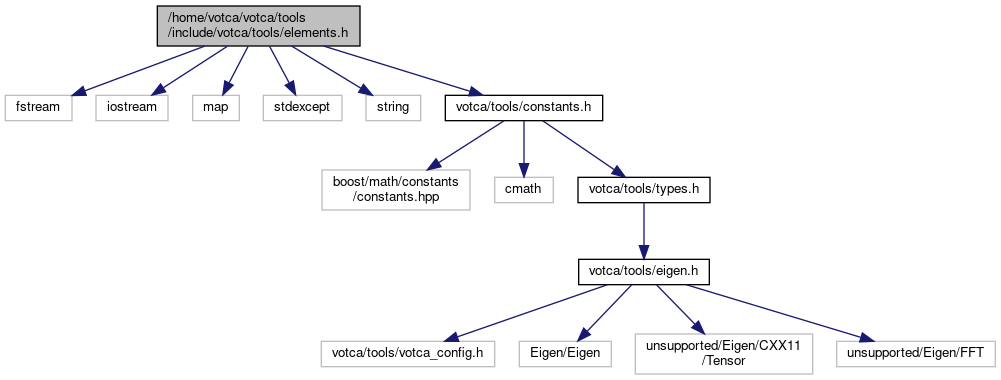 /home/votca/votca/tools
/include/votca/tools/elements.h
fstream
iostream
map
stdexcept
string
votca/tools/constants.h
boost/math/constants
/constants.hpp
cmath
votca/tools/types.h
votca/tools/eigen.h
votca/tools/votca_config.h
Eigen/Eigen
unsupported/Eigen/CXX11
/Tensor
unsupported/Eigen/FFT